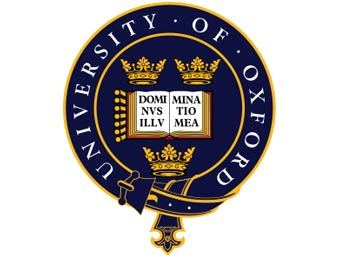 UNIVERSITY · OF · OXFORD
DOMI
NVS
ILLV
MINA
TIO
MEA